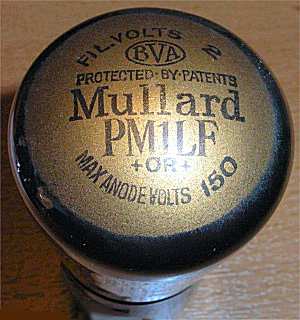 FIL. VOLTS 2
BVA
PROTECTED·BY·PATENTS
Mullard
PM1LF
+OR+
MAX ANODE VOLTS 150